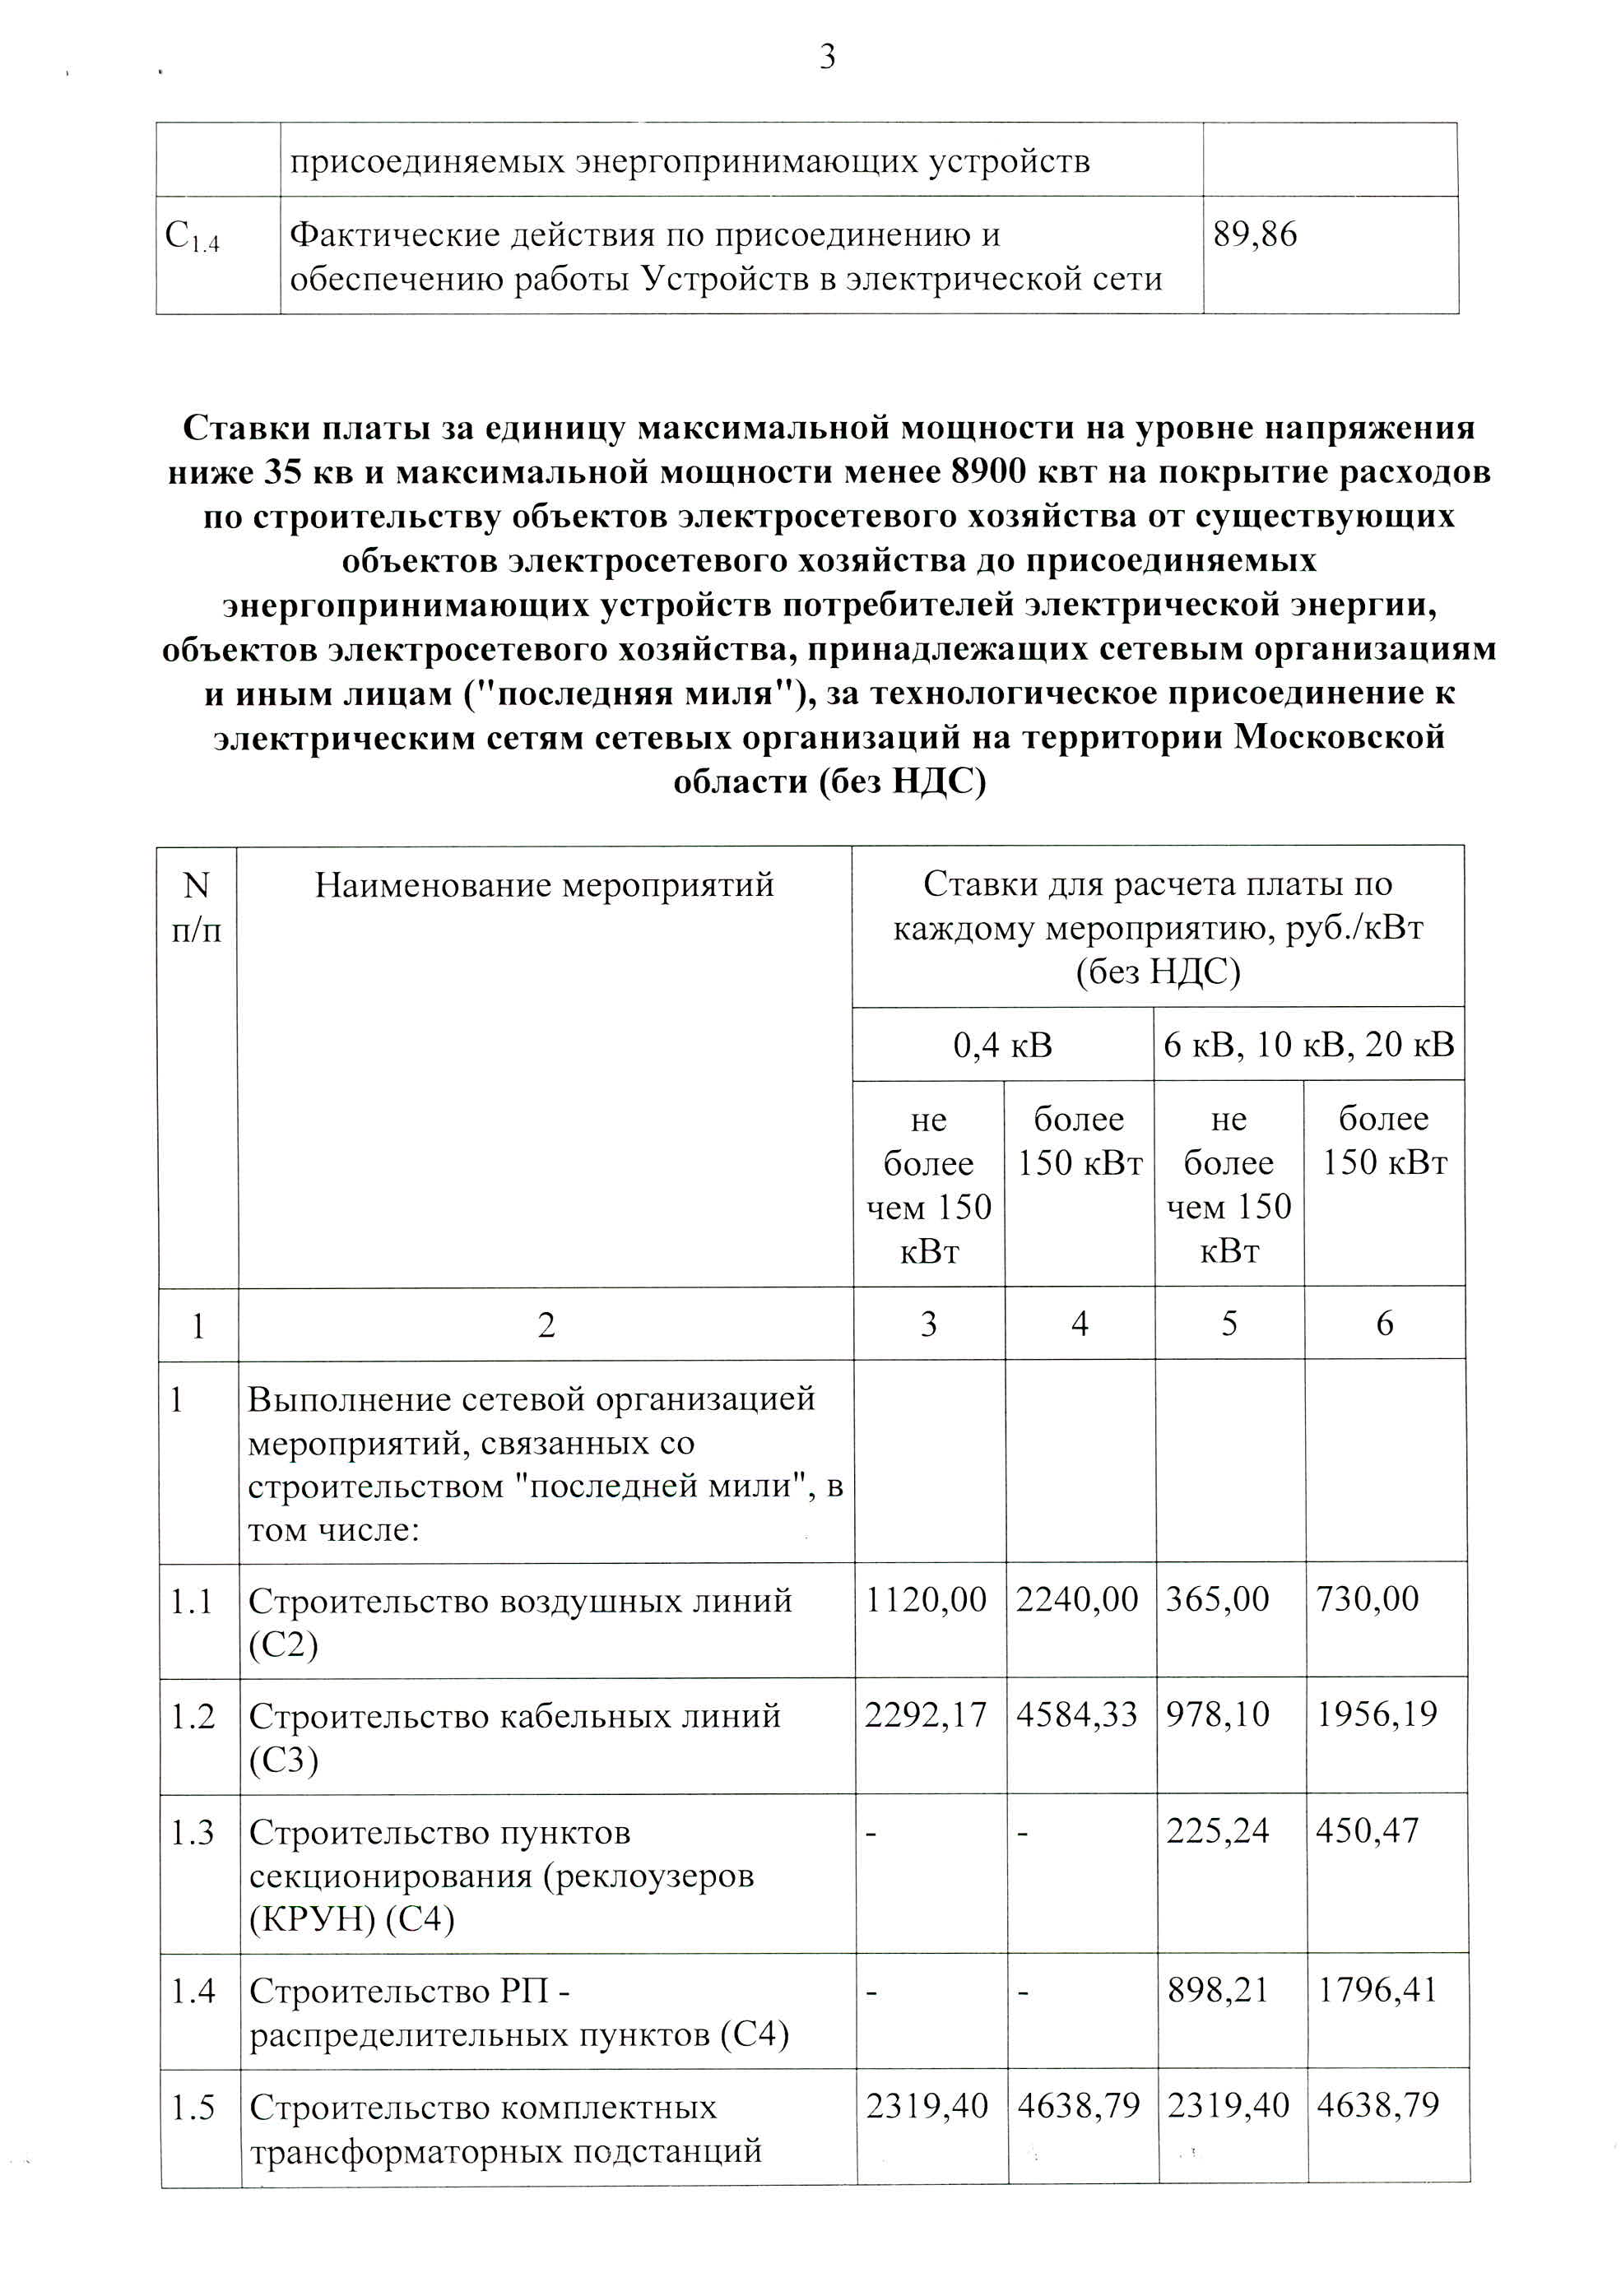 3
присоединяемых энергопринимающих устройств
С1.4 Фактические действия по присоединению и 89,86
обеспечению работы Устройств в электрической сети
Ставки платы за единицу максимальной мощности на уровне напряжения
ниже 35 кв и максимальной мощности менее 8900 квт на покрытие расходов
по строительству объектов электросетевого хозяйства от существующих
объектов электросетевого хозяйства до присоединяемых
энергопринимающих устройств потребителей электрической энергии,
объектов электросетевого хозяйства, принадлежащих сетевым организациям
и иным лицам ("последняя миля"), за технологическое присоединение к
электрическим сетям сетевых организаций на территории Московской
области (без НДС)
N
п/п
Наименование мероприятий
Ставки для расчета платы по
каждому мероприятию, руб./кВт
(без НДС)
0,4 кВ 6 кВ, 10 кВ, 20 кВ
не
более
чем 150
кВт
более
150 кВт
не
более
чем 150
кВт
более
150 кВт
1 2 3 4 5 6
1 Выполнение сетевой организацией
мероприятий, связанных со
строительством "последней мили", в
том числе:
1.1 Строительство воздушных линий 1120,00 2240,00 365,00 730,00
(С2)
1.2 Строительство кабельных линий 2292,17 4584,33 978,10 1956,19
(С3)
1.3 Строительство пунктов - - 225,24 450,47
секционирования (реклоузеров
(КРУН) (С4)
1.4 Строительство РП - - - 898,21 1796,41
распределительных пунктов (С4)
1.5 Строительство комплектных 2319,40 4638,79 2319,40 4638,79
трансформаторных подстанций